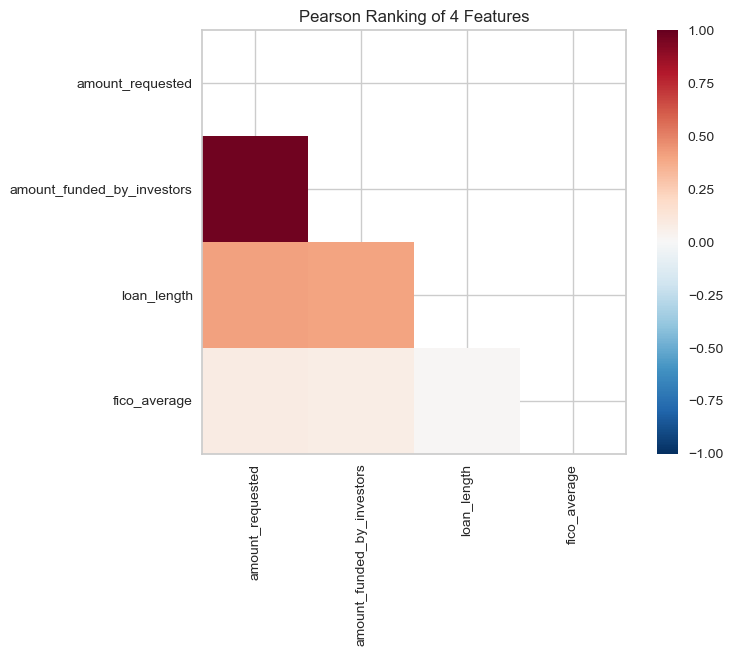 Pearson Ranking of 4 Features
amount_requested
amount_funded_by_investors
loan_length
fico_average
amount_requested
amount_funded_by_investors
loan_length
fico_average
1.00
0.75
0.50
0.25
0.00
−0.25
−0.50
−0.75
−1.00